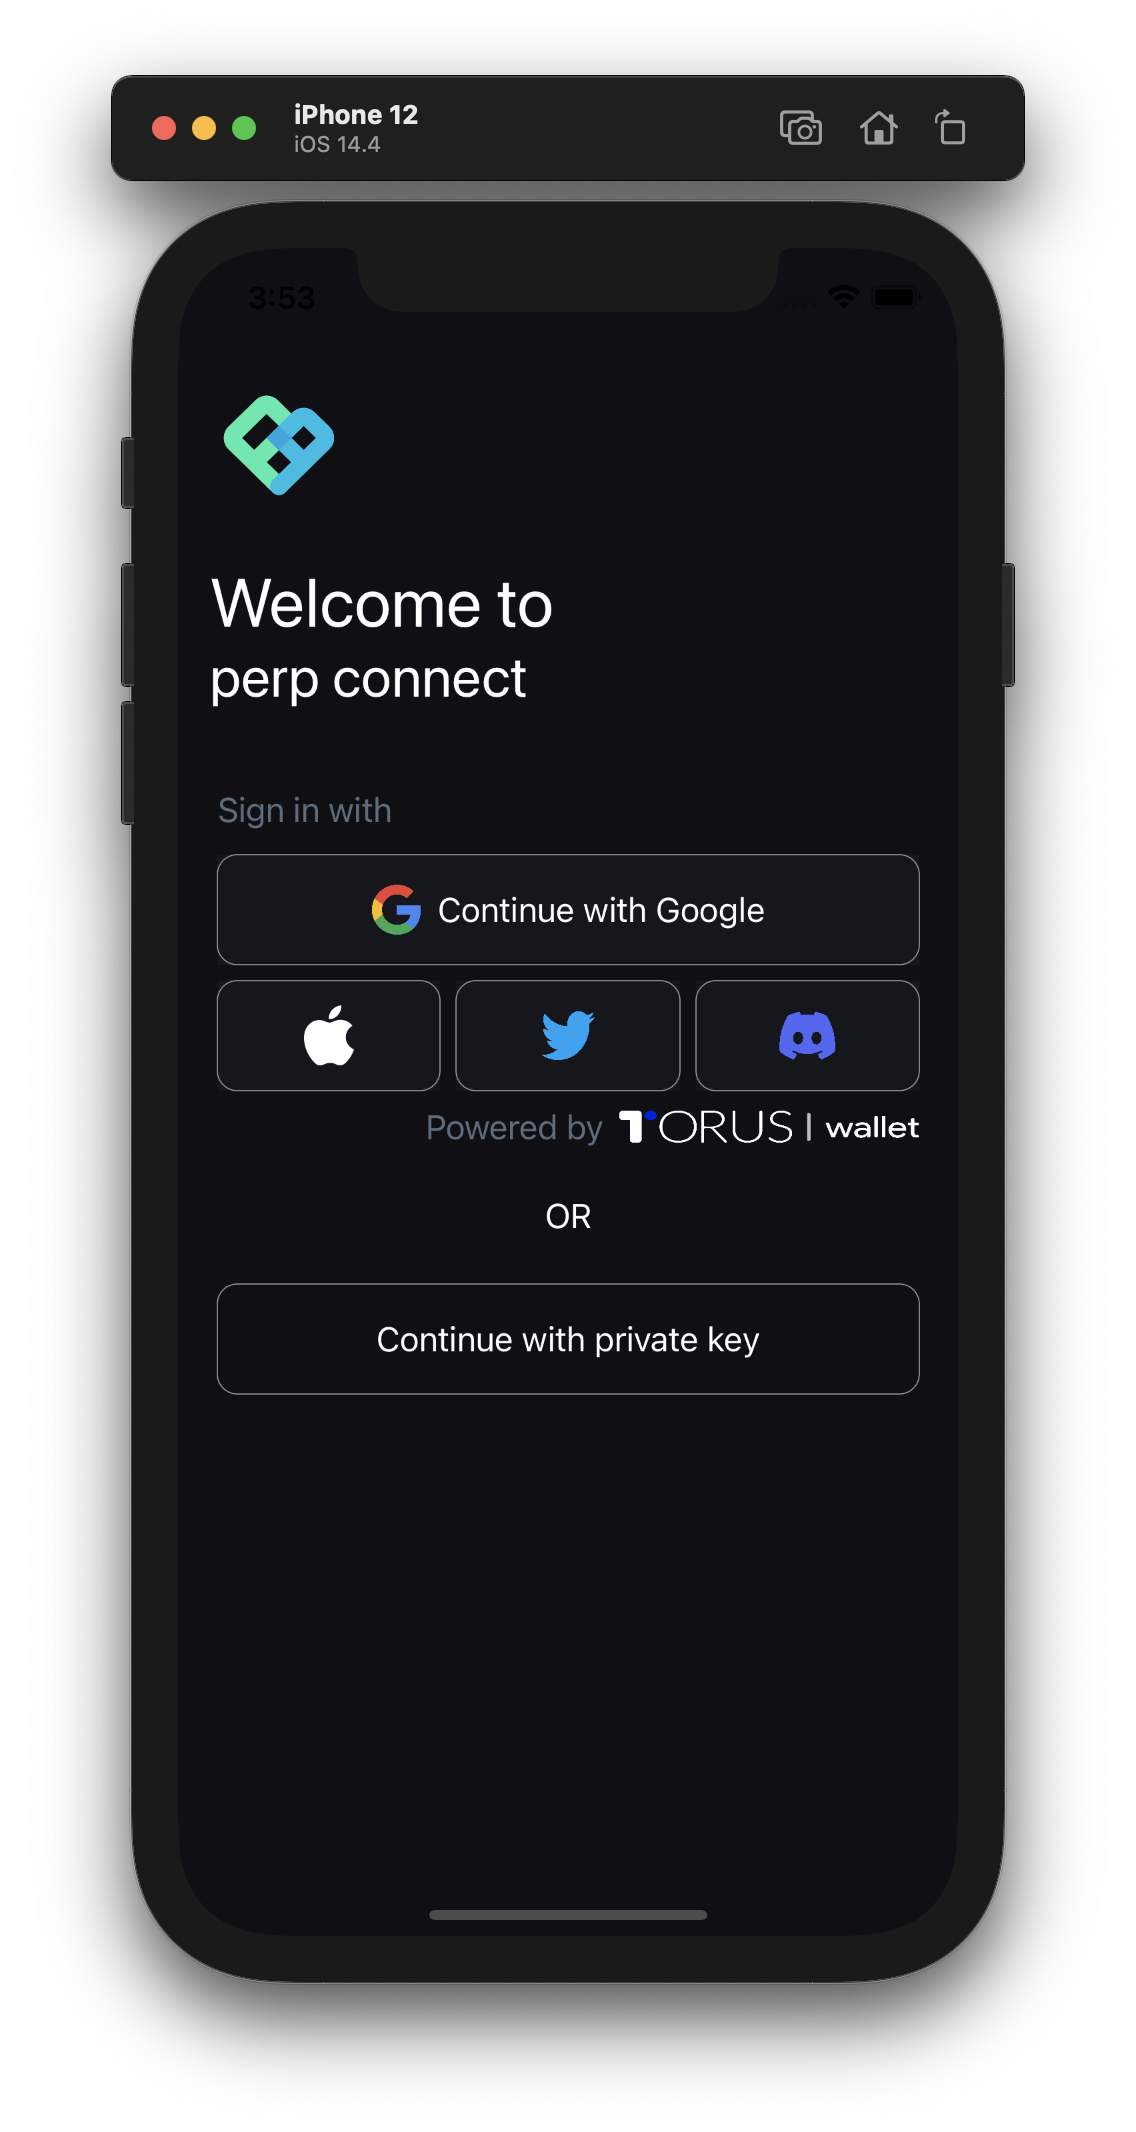 iPhone 12
iOS 14.4
3:53
Welcome to
perp connect
Sign in with
Continue with Google
Powered by TORUS | wallet
OR
Continue with private key